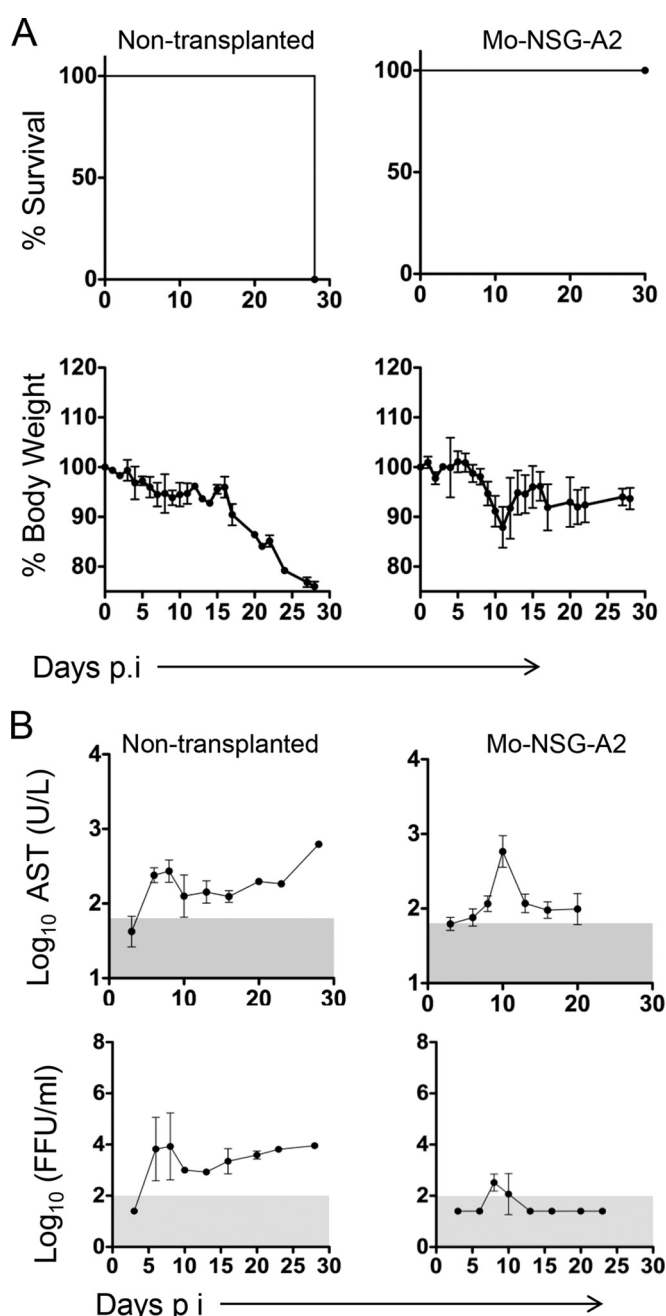 A
Non-transplanted Mo-NSG-A2
% Survival
100
50
0
0 10 20 30
100
50
0
0 10 20 30
% Body Weight
120
110
100
90
80
0 5 10 15 20 25 30
120
110
100
90
80
0 5 10 15 20 25 30
Days p.i
B
Non-transplanted Mo-NSG-A2
Log10 AST (U/L)
4
3
2
1
0 10 20 30
4
3
2
1
0 10 20 30
Log10 (FFU/ml)
8
6
4
2
0
0 5 10 15 20 25 30
8
6
4
2
0
0 5 10 15 20 25 30
Days p i